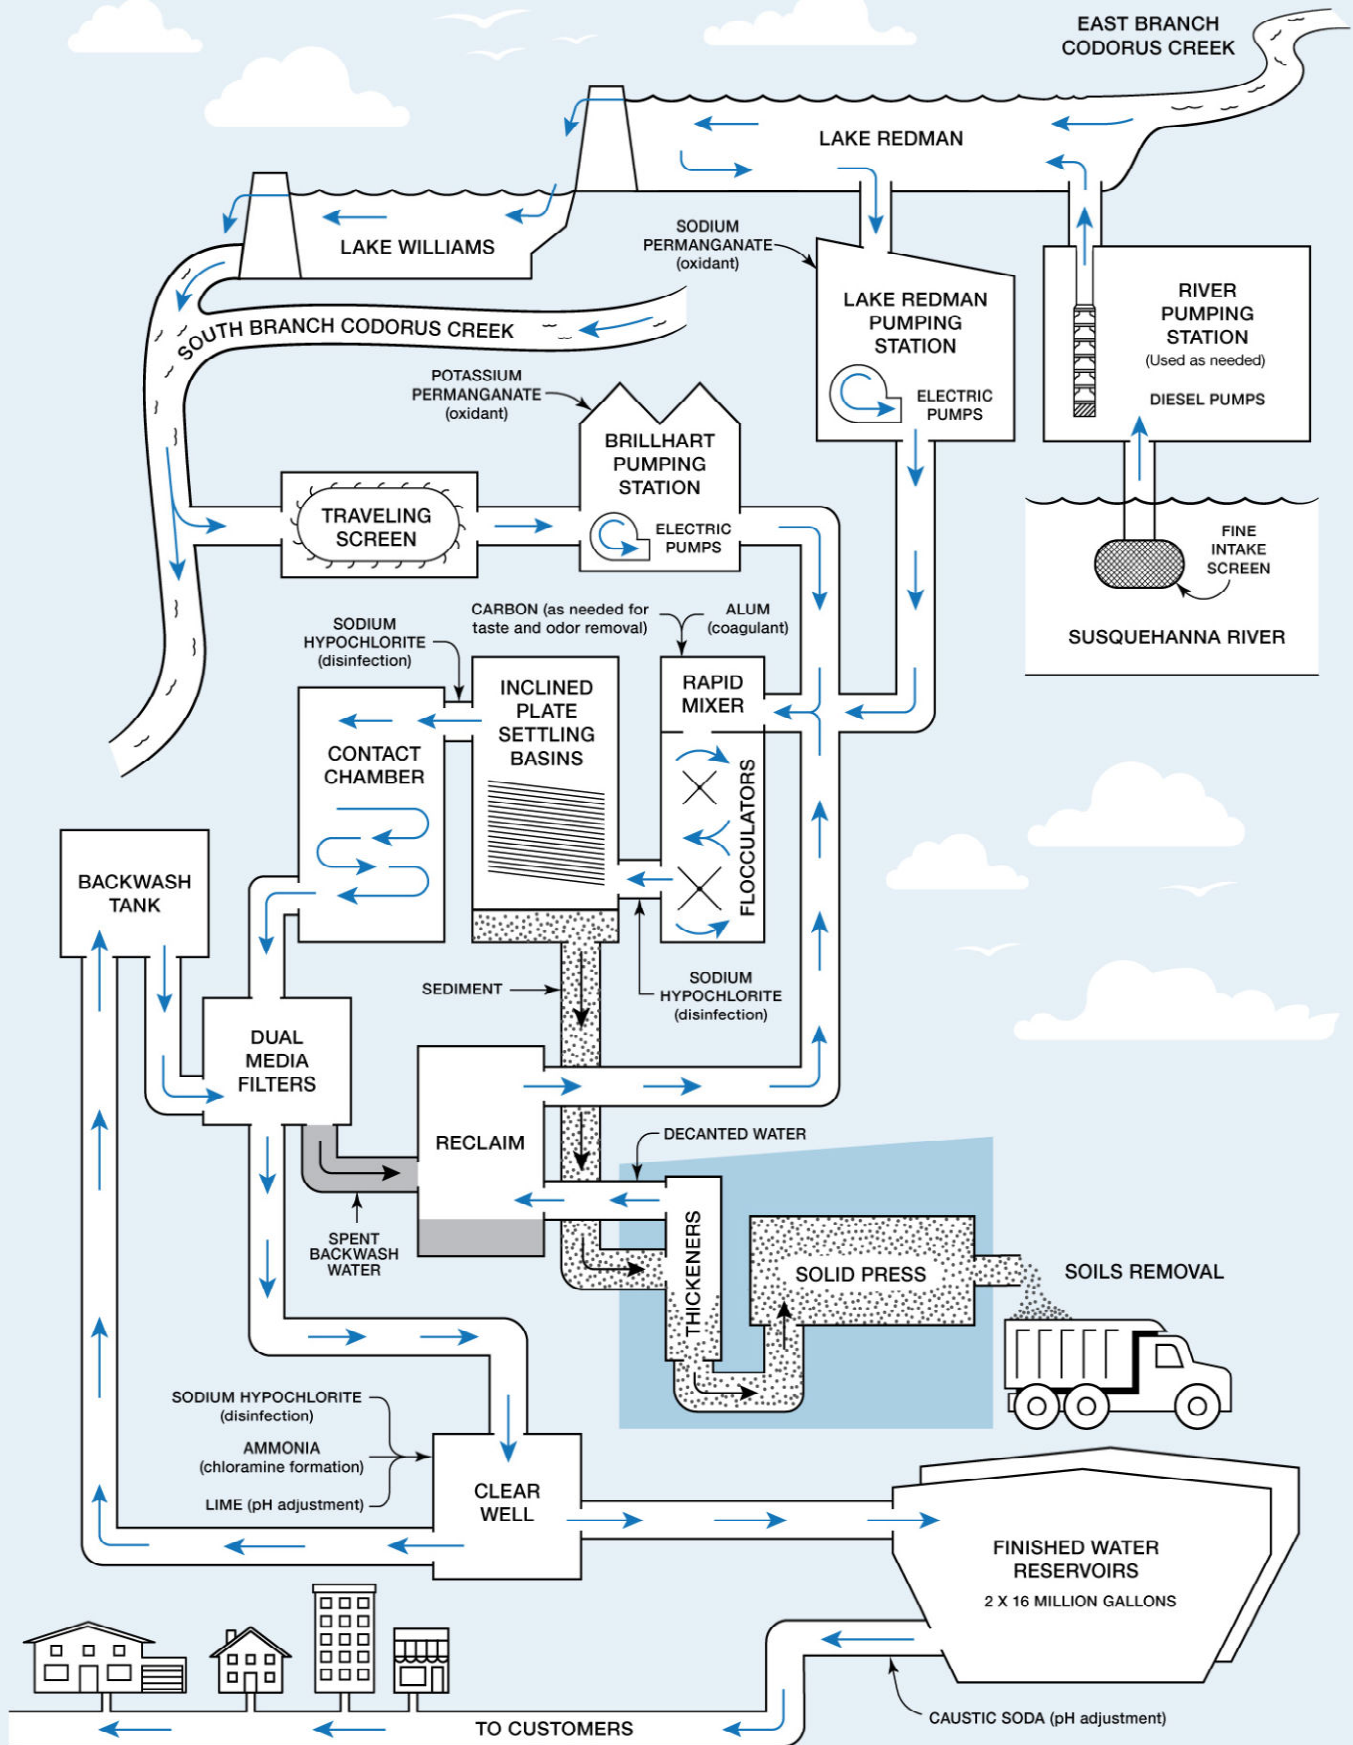 EAST BRANCH
CODORUS CREEK
LAKE REDMAN
LAKE WILLIAMS
SODIUM
PERMANGANATE
(oxidant)
LAKE REDMAN
PUMPING
STATION
ELECTRIC
PUMPS
RIVER
PUMPING
STATION
(Used as needed)
DIESEL PUMPS
SOUTH BRANCH CODORUS CREEK
POTASSIUM
PERMANGANATE
(oxidant)
BRILLHART
PUMPING
STATION
ELECTRIC
PUMPS
TRAVELING
SCREEN
FINE
INTAKE
SCREEN
SUSQUEHANNA RIVER
SODIUM
HYPOCHLORITE
(disinfection)
CARBON (as needed for
taste and odor removal)
ALUM
(coagulant)
INCLINED
PLATE
SETTLING
BASINS
RAPID
MIXER
FLOCCULATORS
CONTACT
CHAMBER
BACKWASH
TANK
SEDIMENT
SODIUM
HYPOCHLORITE
(disinfection)
DUAL
MEDIA
FILTERS
RECLAIM
DECANTED WATER
SPENT
BACKWASH
WATER
THICKENERS
SOLID PRESS
SOILS REMOVAL
SODIUM HYPOCHLORITE
(disinfection)
AMMONIA
(chloramine formation)
LIME (pH adjustment)
CLEAR
WELL
FINISHED WATER
RESERVOIRS
2 X 16 MILLION GALLONS
CAUSTIC SODA (pH adjustment)
TO CUSTOMERS